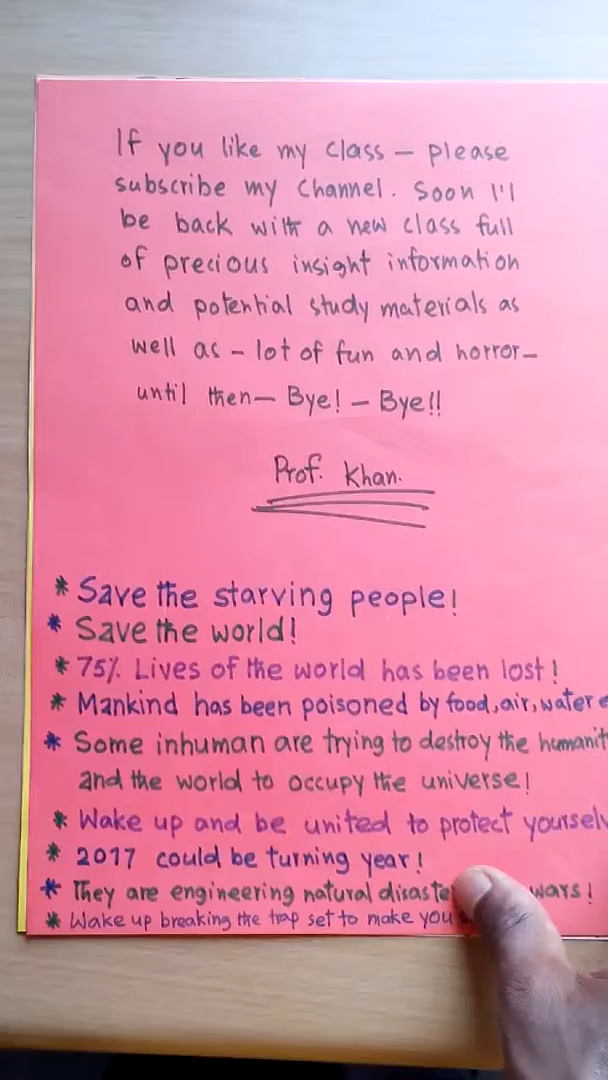 If you like my class – please
subscribe my Channel. Soon I'll
be back with a new class full
of precious insight information
and potential study materials as
well as – lot of fun and horror –
until then – Bye! – Bye!!
Prof. Khan.
* Save the starving people!
* Save the world!
* 75% Lives of the world has been lost!
* Mankind has been poisoned by food, air, water
* Some inhuman are trying to destroy the humanit
and the world to occupy the universe!
* Wake up and be united to protect yourselv
* 2017 could be turning year!
* They are engineering natural disaste wars!
* Wake up breaking the trap set to make you